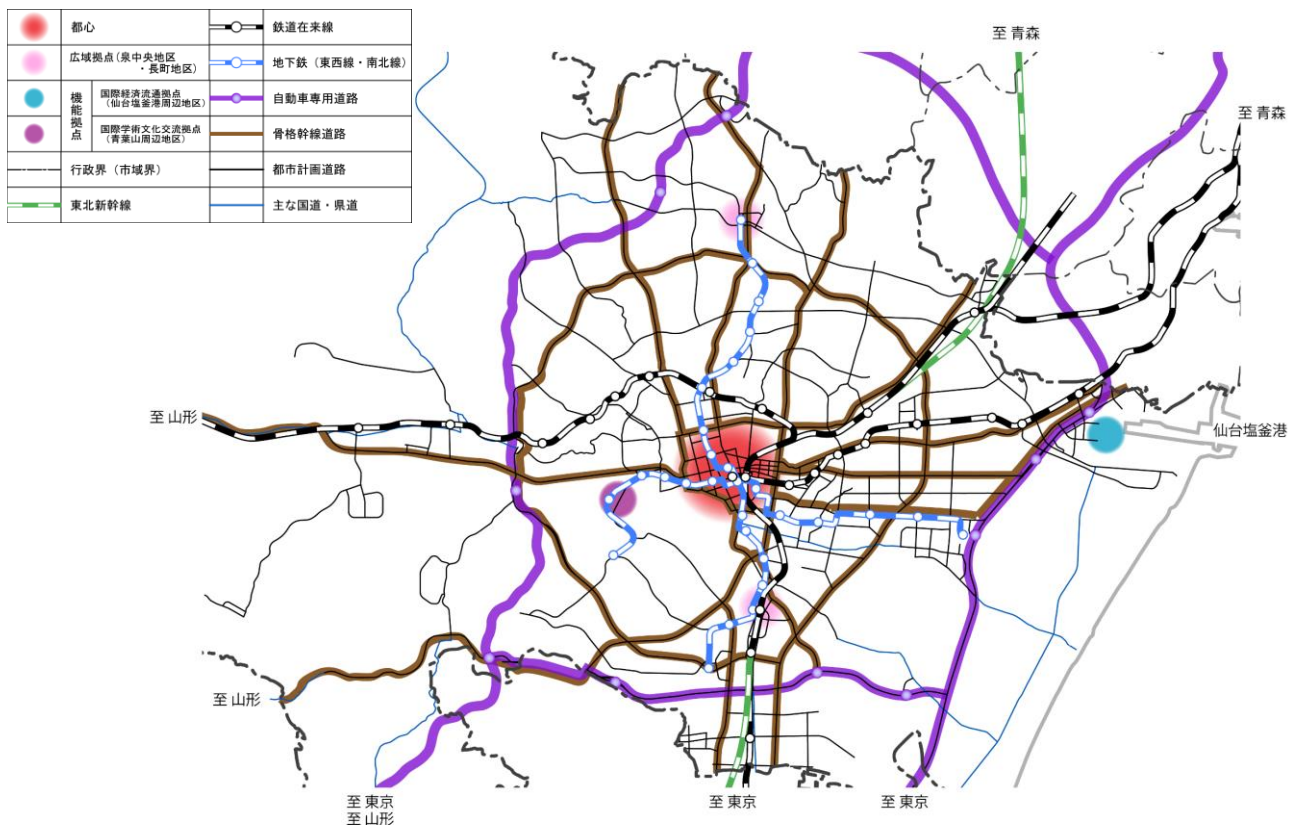 都心
鉄道在来線
広域拠点（泉中央地区
・長町地区）
地下鉄（東西線・南北線）
機能拠点
国際経済流通拠点
（仙台塩釜港周辺地区）
自動車専用道路
国際学術文化交流拠点
（青葉山周辺地区）
骨格幹線道路
行政界（市域界）
都市計画道路
東北新幹線
主な国道・県道
至 青森
至 青森
至 山形
仙台塩釜港
至 山形
至 東京
至 山形
至 東京
至 東京